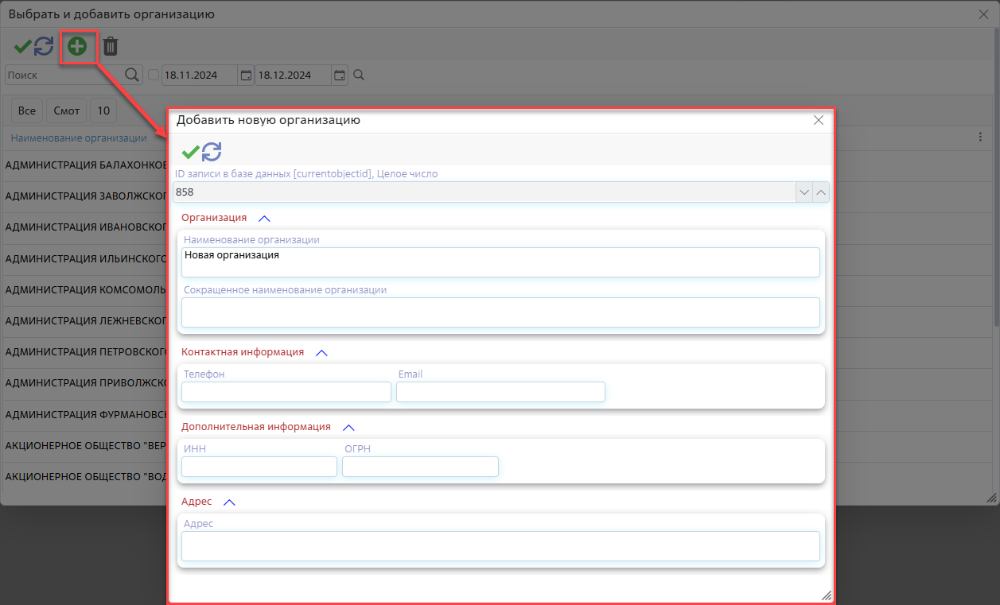 Выбрать и добавить организацию
Поиск
18.11.2024
18.12.2024
Все
Смот
10
Наименование организации
АДМИНИСТРАЦИЯ БАЛАХОНКОВ
АДМИНИСТРАЦИЯ ЗАВОЛЖСКОГ
АДМИНИСТРАЦИЯ ИВАНОВСКОГ
АДМИНИСТРАЦИЯ ИЛЬИНСКОГО
АДМИНИСТРАЦИЯ КОМСОМОЛЬ
АДМИНИСТРАЦИЯ ЛЕЖНЕВСКОГ
АДМИНИСТРАЦИЯ ПЕТРОВСКОГО
АДМИНИСТРАЦИЯ ПРИВОЛЖСКО
АДМИНИСТРАЦИЯ ФУРМАНОВСК
АКЦИОНЕРНОЕ ОБЩЕСТВО "ВЕР
АКЦИОНЕРНОЕ ОБЩЕСТВО "ВОД
Добавить новую организацию
ID записи в базе данных [currentobjectid], Целое число
858
Организация
Наименование организации
Новая организация
Сокращенное наименование организации
Контактная информация
Телефон
Email
Дополнительная информация
ИНН
ОГРН
Адрес
Адрес